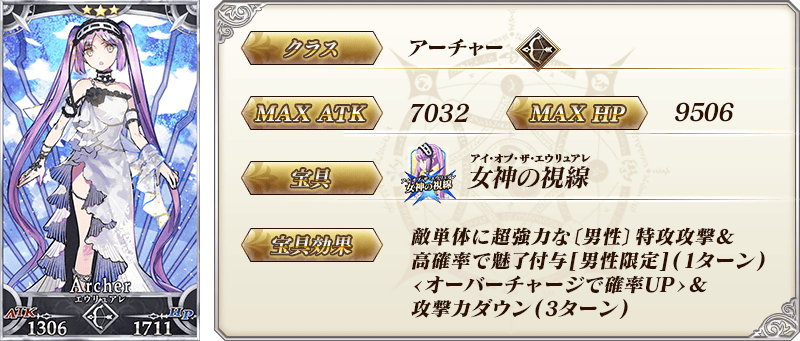 Archer
エウリュアレ
ATK HP
1306 1711
クラス アーチャー
MAX ATK 7032 MAX HP 9506
アイ・オブ・ザ・エウリュアレ
宝具 女神の視線 女神の視線
宝具効果
敵単体に超強力な〔男性〕特攻攻撃&
高確率で魅了付与[男性限定](1ターン)
<オーバーチャージで確率UP>&
攻撃力ダウン(3ターン)